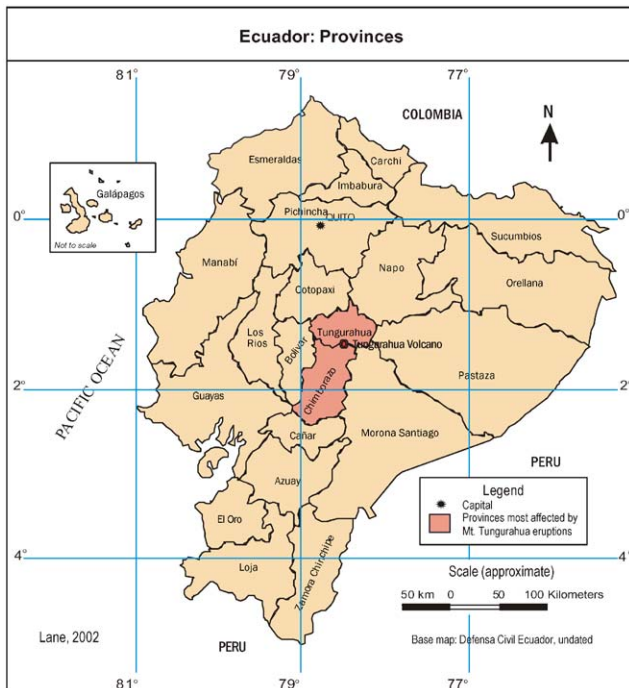 Ecuador: Provinces
81°
79°
77°
COLOMBIA
N
Esmeraldas
Carchi
Imbabura
Galápagos
Not to scale
Pichincha
QUITO
0°
0°
Sucumbios
Manabí
Napo
Orellana
Cotopaxi
Los
Rios
Bolivar
Tungurahua
Tungurahua Volcano
PACIFIC OCEAN
Pastaza
2°
2°
Chimborazo
Guayas
Cañar
Morona Santiago
PERU
Azuay
Legend
Capital
Provinces most affected by
Mt. Tungurahua eruptions
El Oro
4°
4°
Loja
Zamora Chinchipe
Scale (approximate)
50 km 0 50 100 Kilometers
Lane, 2002
PERU
Base map: Defensa Civil Ecuador, undated
81°
79°
77°